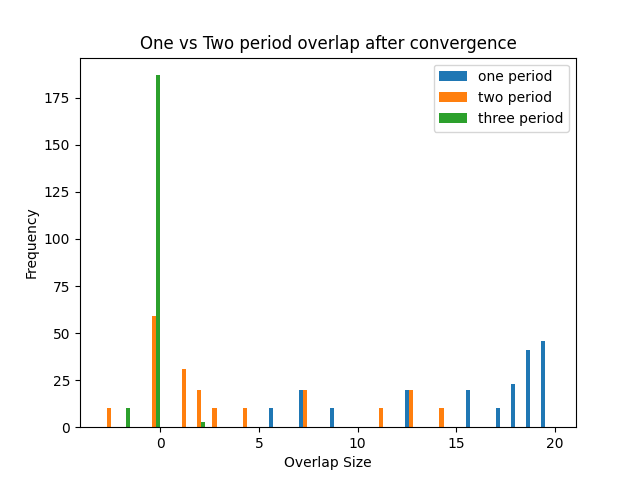 One vs Two period overlap after convergence
one period
two period
three period
175
150
125
100
75
50
25
0
Frequency
0 5 10 15 20
Overlap Size